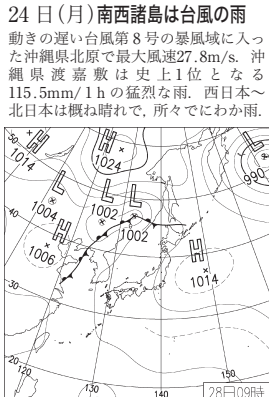 24日(月)南西諸島は台風の雨
動きの遅い台風第8号の暴風域に入っ
た沖縄県北原で最大風速27.8m/s. 沖
縄県渡嘉敷は史上1位となる
115.5mm/1hの猛烈な雨. 西日本～
北日本は概ね晴れで, 所々でにわか雨.
50
H
1014
H
1024
L
1004
L
1002
L
1002
990
40
H
1006
H
1014
30
20
120
130
140
150
28日09時